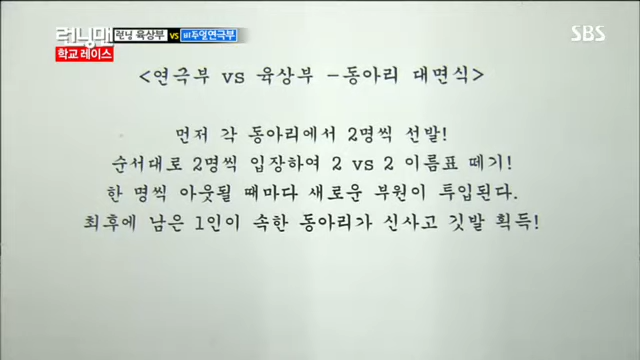 런닝맨 런닝 육상부 vs 비주얼연극부
SBS
학교 레이스
<연극부 vs 육상부 -동아리 대면식>
먼저 각 동아리에서 2명씩 선발!
순서대로 2명씩 입장하여 2 vs 2 이름표 떼기!
한 명씩 아웃될 때마다 새로운 부원이 투입된다.
최후에 남은 1인이 속한 동아리가 신사고 깃발 획득!